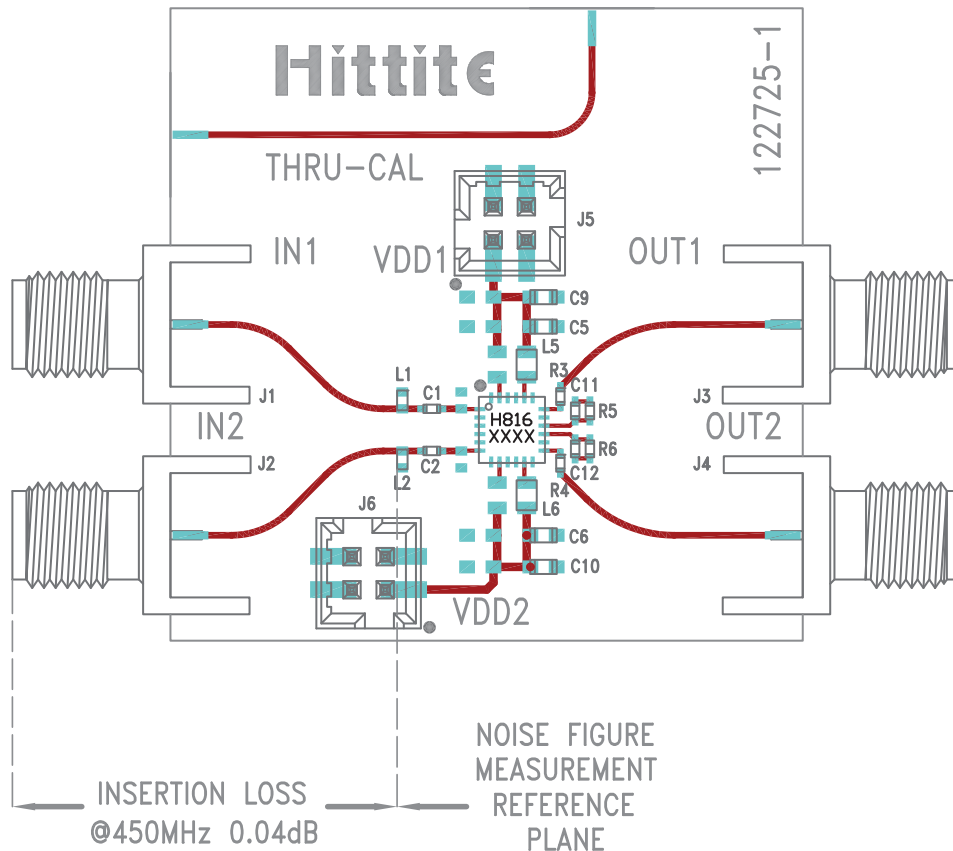 Hittite
122725-1
THRU-CAL
J5
IN1
VDD1
OUT1
C9
C5
L5
R3
C11
L1
C1
J1
J3
R5
H816
XXXX
IN2
OUT2
R6
J2
L2
C2
C12
J4
R4
L6
J6
C6
C10
VDD2
INSERTION LOSS
@450MHz 0.04dB
NOISE FIGURE
MEASUREMENT
REFERENCE
PLANE